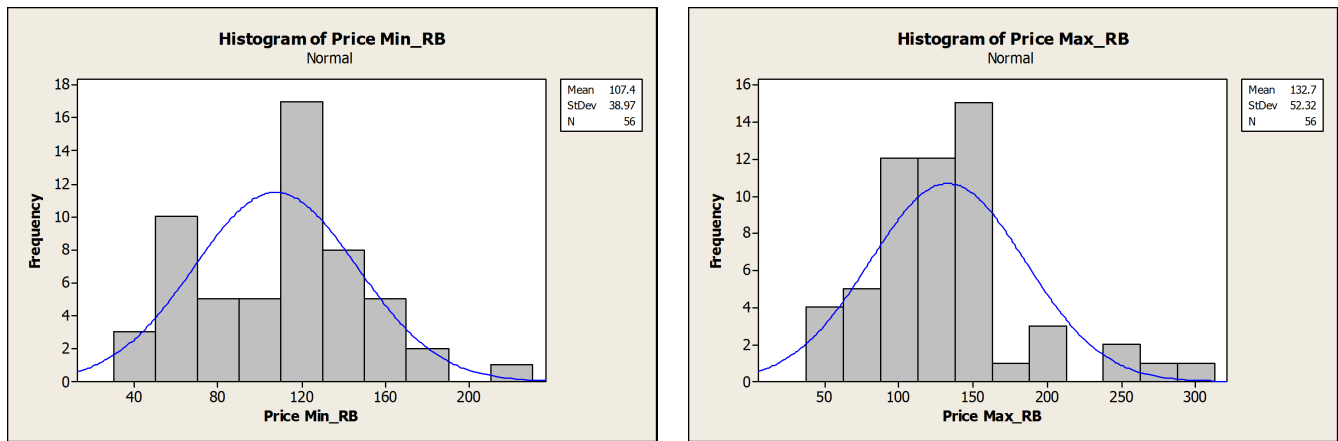 Histogram of Price Min_RB
Normal
18
16
14
12
10
8
6
4
2
0
Frequency
40 80 120 160 200
Price Min_RB
Mean 107.4
StDev 38.97
N 56
Histogram of Price Max_RB
Normal
16
14
12
10
8
6
4
2
0
Frequency
50 100 150 200 250 300
Price Max_RB
Mean 132.7
StDev 52.32
N 56